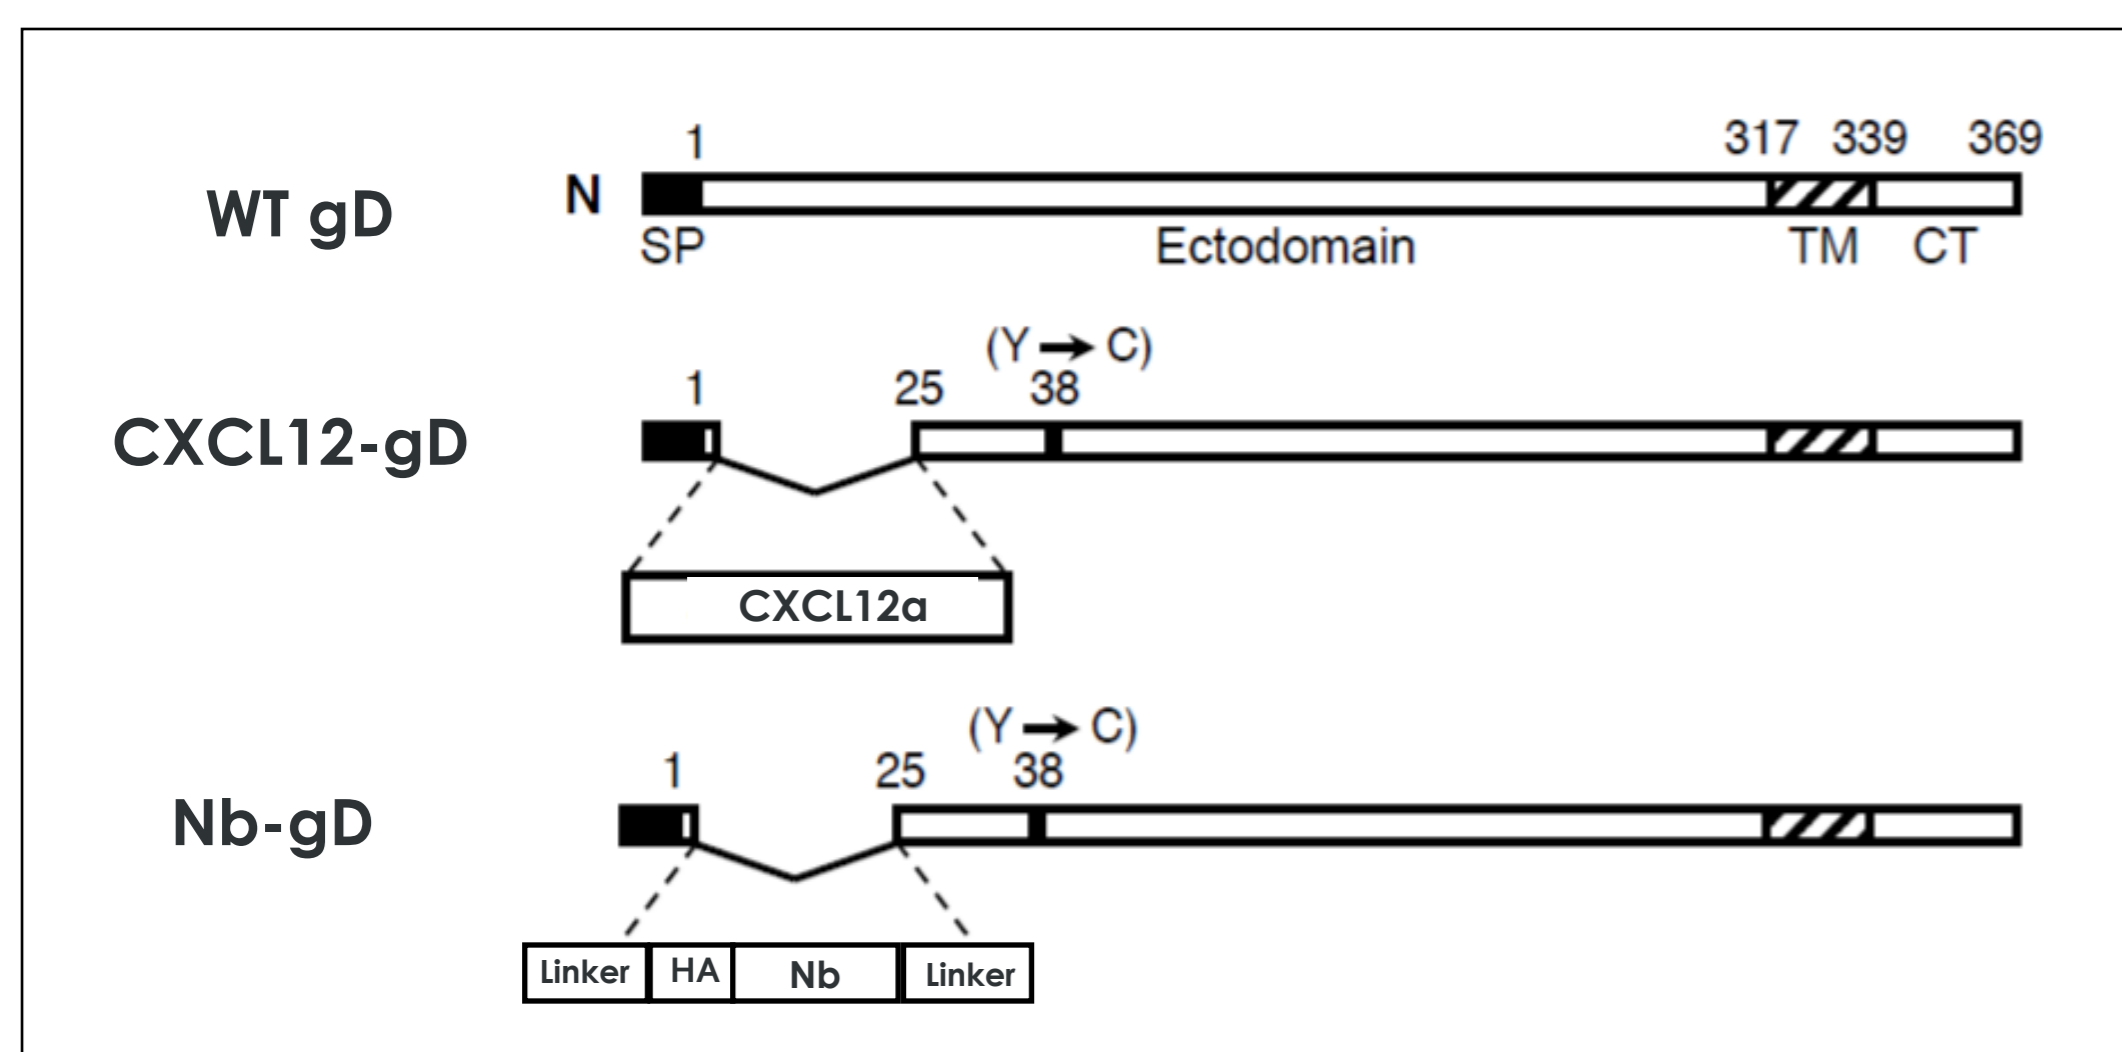 1 317 339 369
WT gD N
SP Ectodomain TM CT
(Y → C)
1 25 38
CXCL12-gD
CXCL12a
(Y → C)
1 25 38
Nb-gD
Linker HA Nb Linker